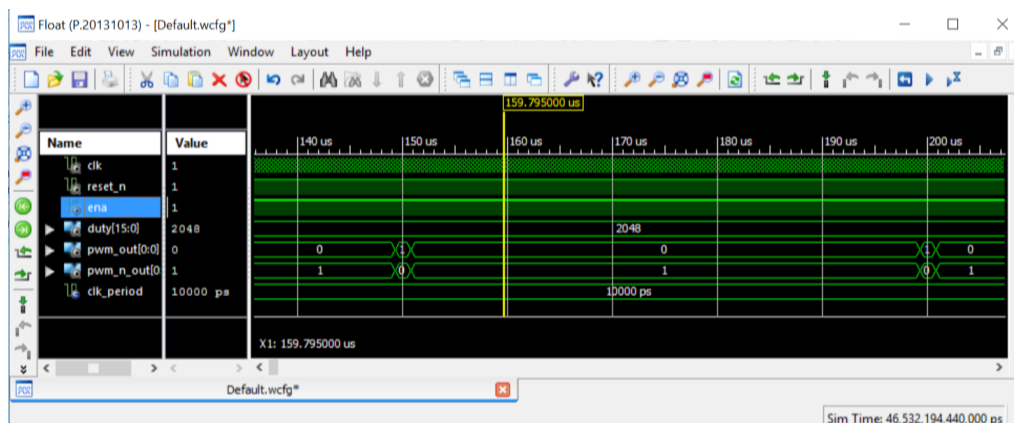 Float (P.20131013) - [Default.wcfg*]
File Edit View Simulation Window Layout Help
159.795000 us
Name Value
140 us 150 us 160 us 170 us 180 us 190 us 200 us
clk 1
reset_n 1
ena 1
duty[15:0] 2048 2048
pwm_out[0:0] 0 0 1 0 1 0
pwm_n_out[0 1 1 0 1 0 1
clk_period 10000 ps 10000 ps
X1: 159.795000 us
Default.wcfg*
Sim Time: 46,532,194,440,000 ps